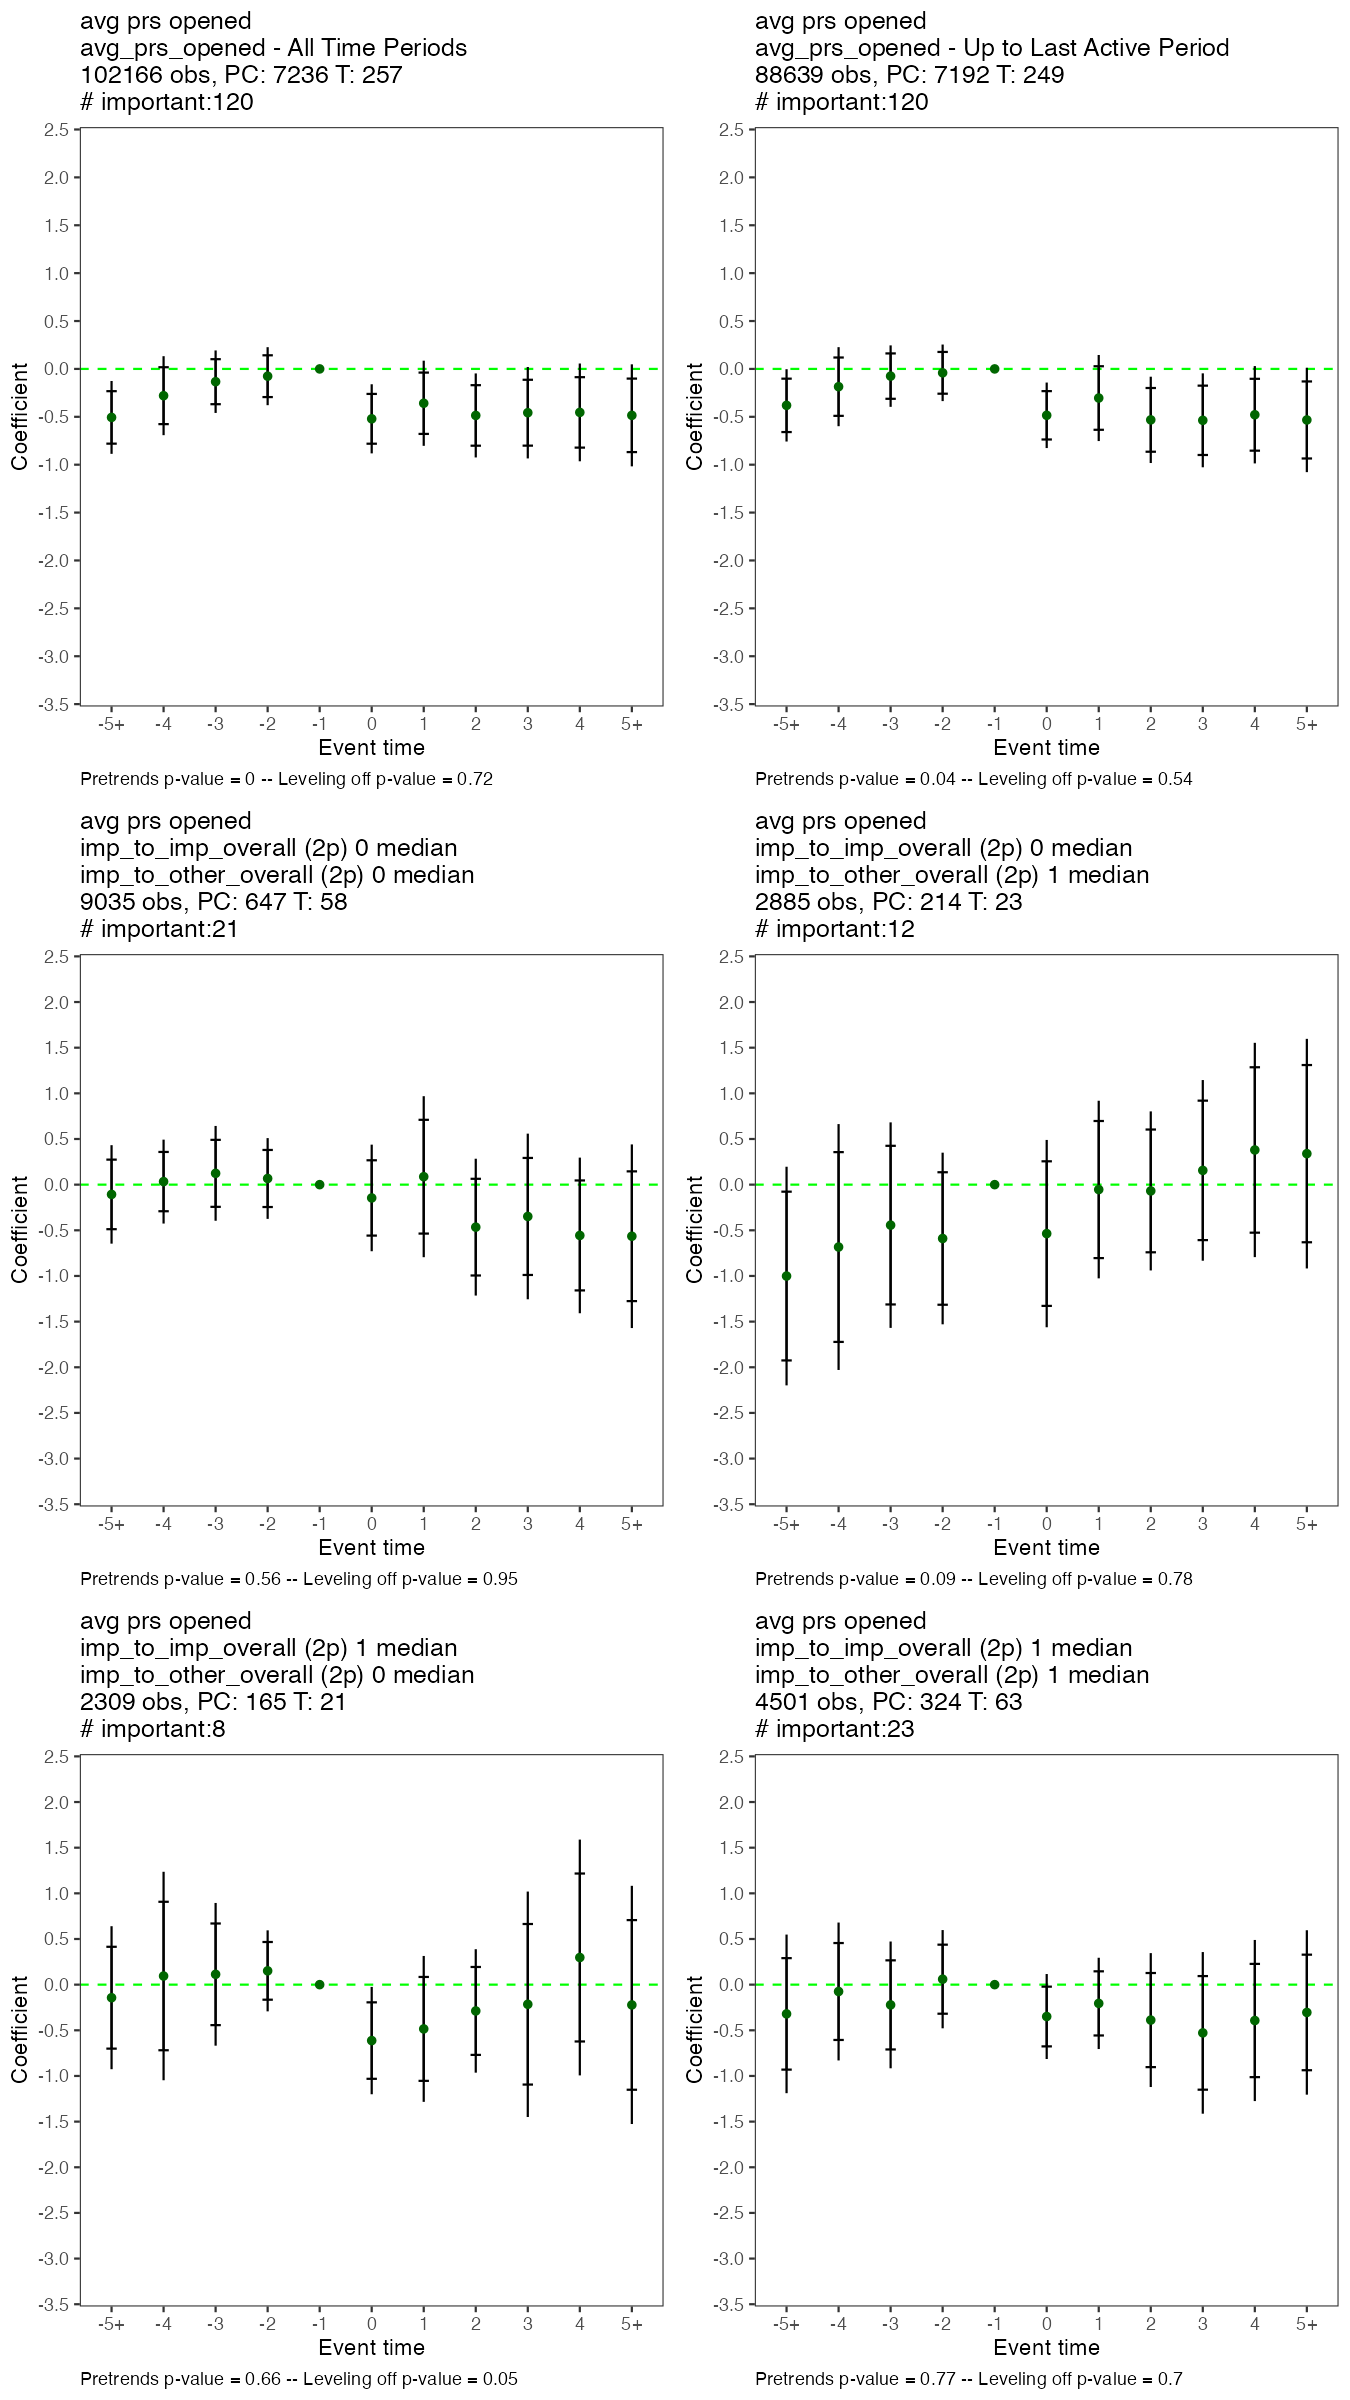 avg prs opened
avg_prs_opened - All Time Periods
102166 obs, PC: 7236 T: 257
# important:120
2.5
2.0
1.5
1.0
0.5
0.0
-0.5
-1.0
-1.5
-2.0
-2.5
-3.0
-3.5
Coefficient
-5+ -4 -3 -2 -1 0 1 2 3 4 5+
Event time
Pretrends p-value = 0 -- Leveling off p-value = 0.72
avg prs opened
avg_prs_opened - Up to Last Active Period
88639 obs, PC: 7192 T: 249
# important:120
2.5
2.0
1.5
1.0
0.5
0.0
-0.5
-1.0
-1.5
-2.0
-2.5
-3.0
-3.5
Coefficient
-5+ -4 -3 -2 -1 0 1 2 3 4 5+
Event time
Pretrends p-value = 0.04 -- Leveling off p-value = 0.54
avg prs opened
imp_to_imp_overall (2p) 0 median
imp_to_other_overall (2p) 0 median
9035 obs, PC: 647 T: 58
# important:21
2.5
2.0
1.5
1.0
0.5
0.0
-0.5
-1.0
-1.5
-2.0
-2.5
-3.0
-3.5
Coefficient
-5+ -4 -3 -2 -1 0 1 2 3 4 5+
Event time
Pretrends p-value = 0.56 -- Leveling off p-value = 0.95
avg prs opened
imp_to_imp_overall (2p) 0 median
imp_to_other_overall (2p) 1 median
2885 obs, PC: 214 T: 23
# important:12
2.5
2.0
1.5
1.0
0.5
0.0
-0.5
-1.0
-1.5
-2.0
-2.5
-3.0
-3.5
Coefficient
-5+ -4 -3 -2 -1 0 1 2 3 4 5+
Event time
Pretrends p-value = 0.09 -- Leveling off p-value = 0.78
avg prs opened
imp_to_imp_overall (2p) 1 median
imp_to_other_overall (2p) 0 median
2309 obs, PC: 165 T: 21
# important:8
2.5
2.0
1.5
1.0
0.5
0.0
-0.5
-1.0
-1.5
-2.0
-2.5
-3.0
-3.5
Coefficient
-5+ -4 -3 -2 -1 0 1 2 3 4 5+
Event time
Pretrends p-value = 0.66 -- Leveling off p-value = 0.05
avg prs opened
imp_to_imp_overall (2p) 1 median
imp_to_other_overall (2p) 1 median
4501 obs, PC: 324 T: 63
# important:23
2.5
2.0
1.5
1.0
0.5
0.0
-0.5
-1.0
-1.5
-2.0
-2.5
-3.0
-3.5
Coefficient
-5+ -4 -3 -2 -1 0 1 2 3 4 5+
Event time
Pretrends p-value = 0.77 -- Leveling off p-value = 0.7